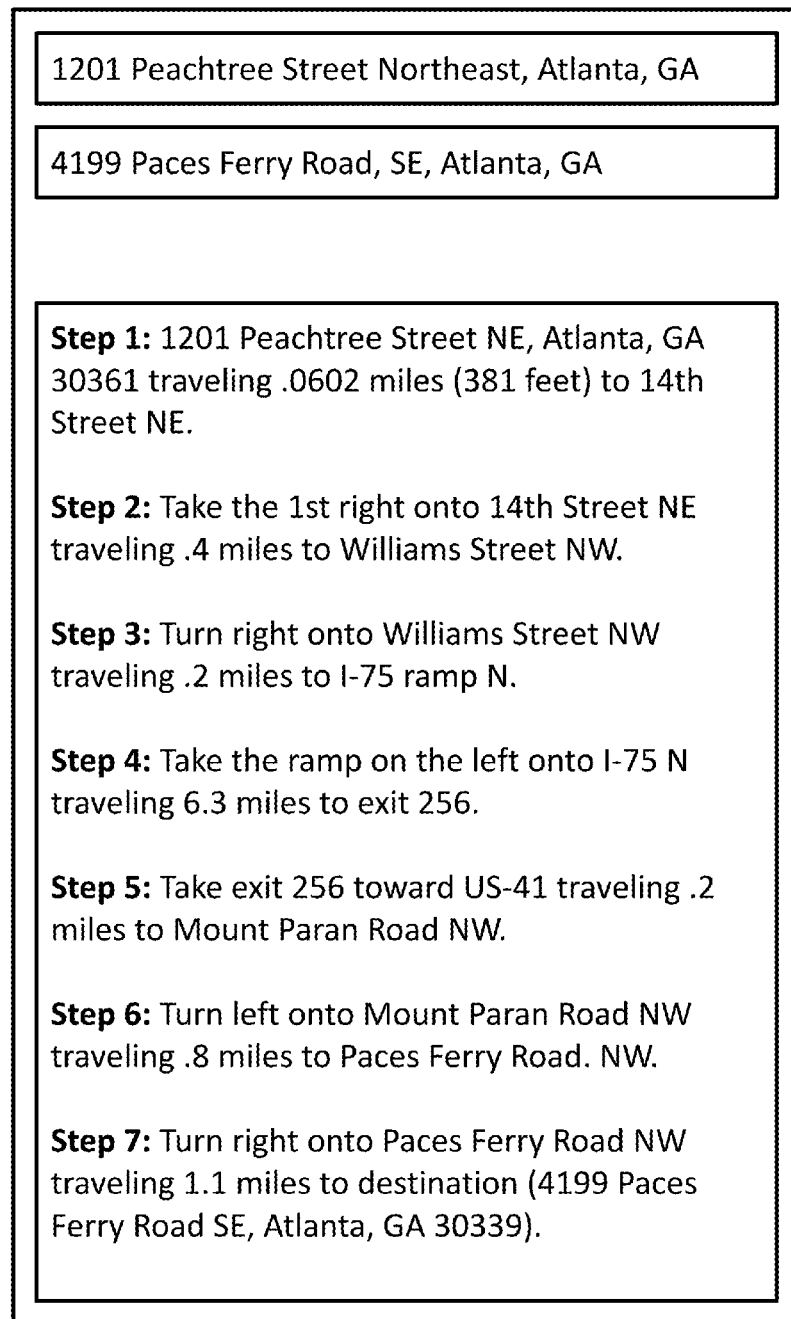 1201 Peachtree Street Northeast, Atlanta, GA
4199 Paces Ferry Road, SE, Atlanta, GA
Step 1: 1201 Peachtree Street NE, Atlanta, GA
30361 traveling .0602 miles (381 feet) to 14th
Street NE.
Step 2: Take the 1st right onto 14th Street NE
traveling .4 miles to Williams Street NW.
Step 3: Turn right onto Williams Street NW
traveling .2 miles to I-75 ramp N.
Step 4: Take the ramp on the left onto I-75 N
traveling 6.3 miles to exit 256.
Step 5: Take exit 256 toward US-41 traveling .2
miles to Mount Paran Road NW.
Step 6: Turn left onto Mount Paran Road NW
traveling .8 miles to Paces Ferry Road. NW.
Step 7: Turn right onto Paces Ferry Road NW
traveling 1.1 miles to destination (4199 Paces
Ferry Road SE, Atlanta, GA 30339).